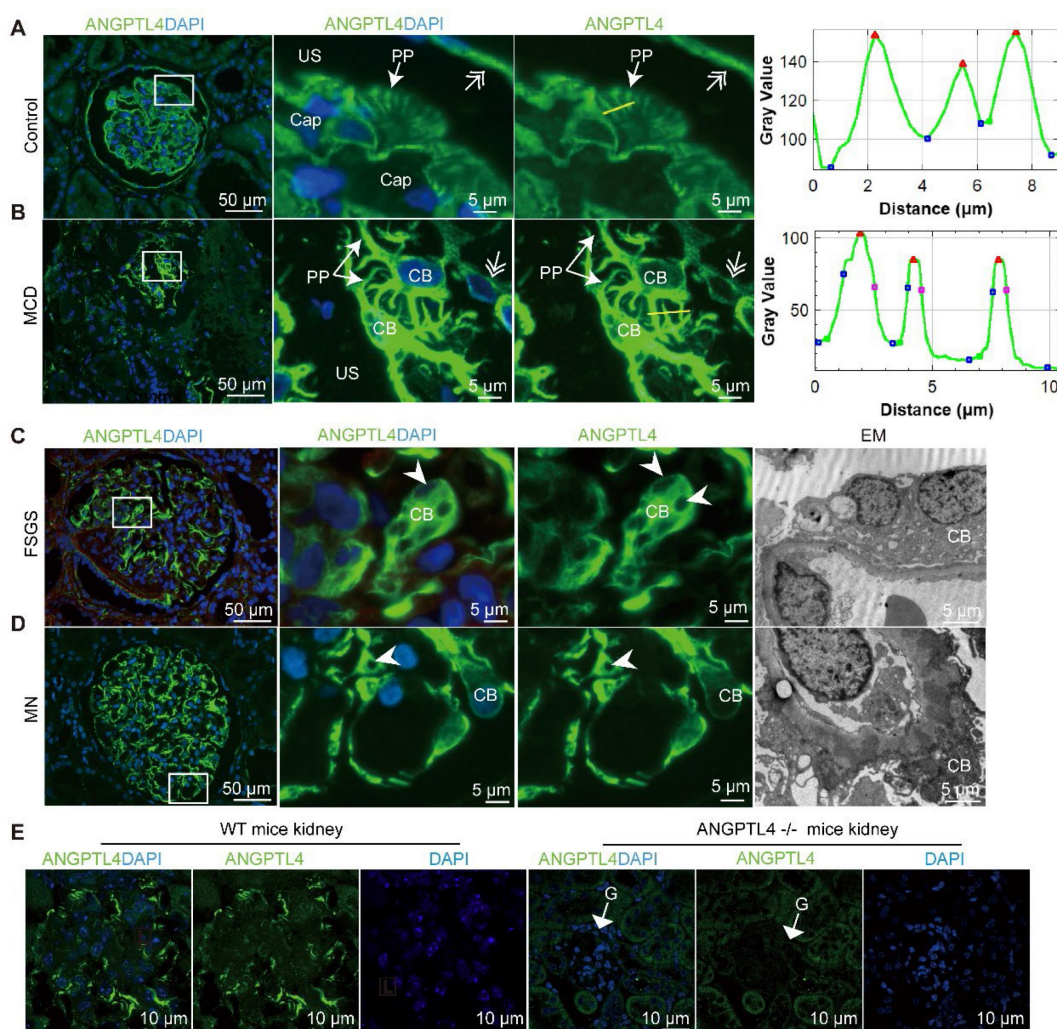 ANGPTL4DAPI ANGPTL4DAPI ANGPTL4
A
Control
50 µm
US
PP
Cap
Cap
5 µm
PP
5 µm
Gray Value
140
120
100
0 2 4 6 8
Distance (µm)
B
MCD
50 µm
PP
CB
CB
US
5 µm
PP
CB
CB
5 µm
Gray Value
100
50
0 5 10
Distance (µm)
C
ANGPTL4DAPI ANGPTL4DAPI ANGPTL4 EM
FSGS
50 µm
CB
5 µm
CB
5 µm
CB
5 µm
D
MN
50 µm
CB
5 µm
CB
5 µm
CB
5 µm
E
WT mice kidney ANGPTL4 -/- mice kidney
ANGPTL4DAPI ANGPTL4 DAPI ANGPTL4DAPI ANGPTL4 DAPI
G G
L
10 µm 10 µm 10 µm 10 µm 10 µm 10 µm